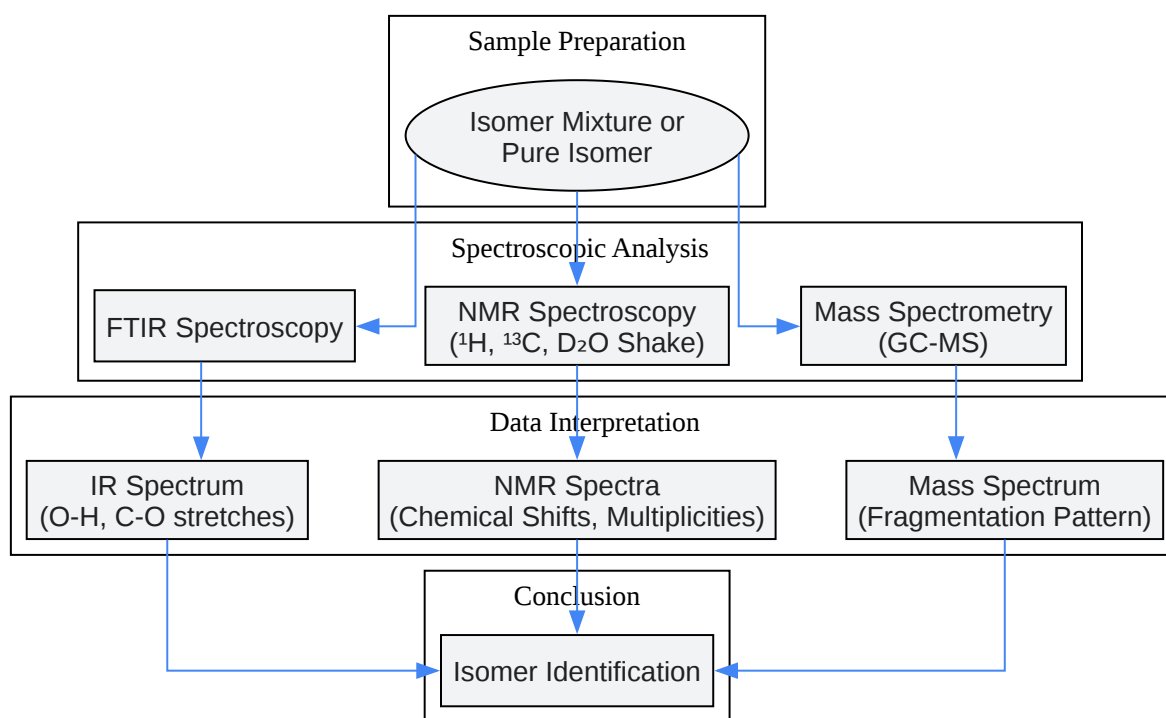 Sample Preparation
Isomer Mixture or
Pure Isomer
Spectroscopic Analysis
FTIR Spectroscopy
NMR Spectroscopy
(¹H, ¹³C, D₂O Shake)
Mass Spectrometry
(GC-MS)
Data Interpretation
IR Spectrum
(O-H, C-O stretches)
NMR Spectra
(Chemical Shifts, Multiplicities)
Mass Spectrum
(Fragmentation Pattern)
Conclusion
Isomer Identification